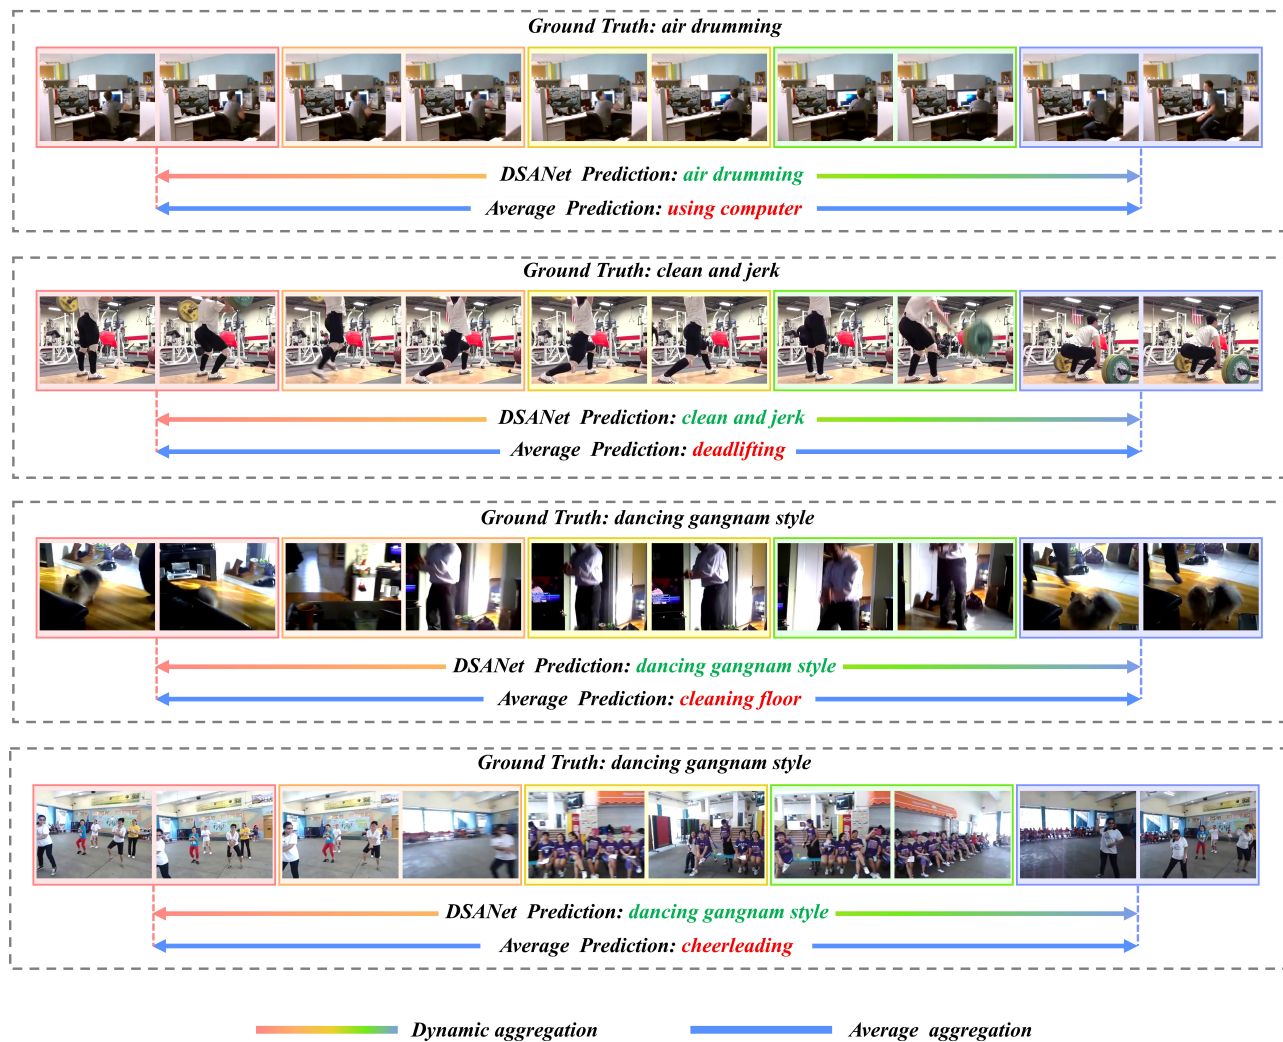 Ground Truth: air drumming
DSANet Prediction: air drumming
Average Prediction: using computer
Ground Truth: clean and jerk
DSANet Prediction: clean and jerk
Average Prediction: deadlifting
Ground Truth: dancing gangnam style
DSANet Prediction: dancing gangnam style
Average Prediction: cleaning floor
Ground Truth: dancing gangnam style
DSANet Prediction: dancing gangnam style
Average Prediction: cheerleading
Dynamic aggregation
Average aggregation